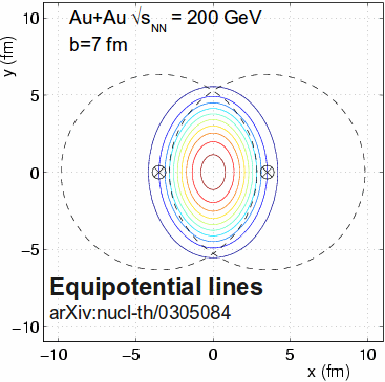 Au+Au √sNN = 200 GeV
b=7 fm
y (fm)
10
5
0
−5
−10
Equipotential lines
arXiv:nucl-th/0305084
−10 −5 0 5 10
x (fm)